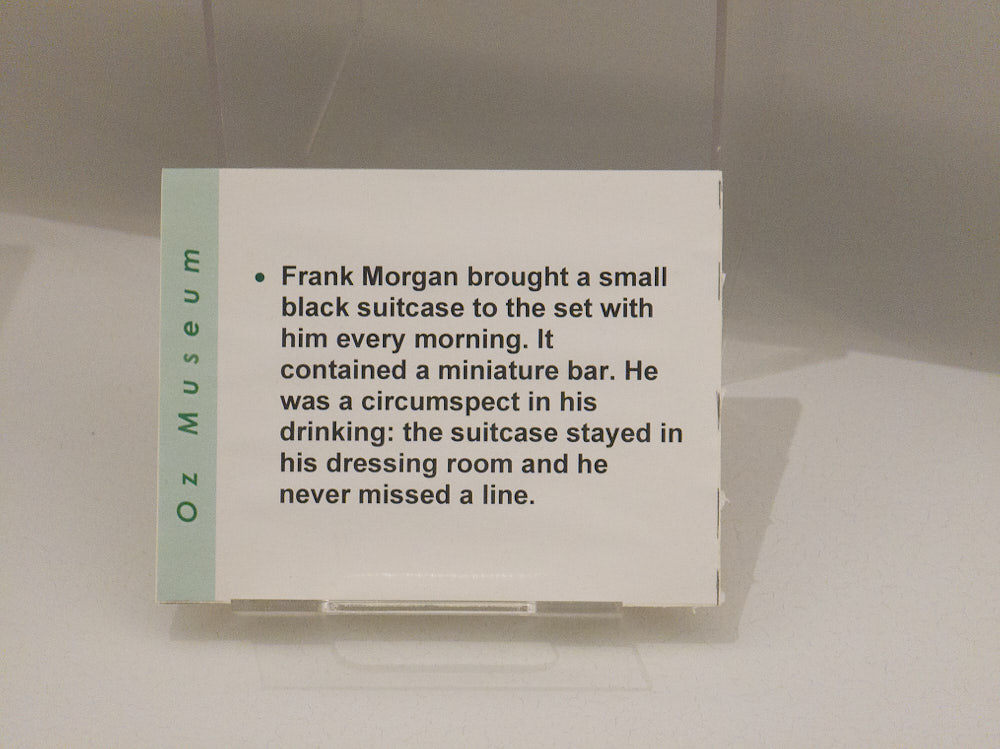 Oz Museum
• Frank Morgan brought a small
black suitcase to the set with
him every morning. It
contained a miniature bar. He
was a circumspect in his
drinking: the suitcase stayed in
his dressing room and he
never missed a line.